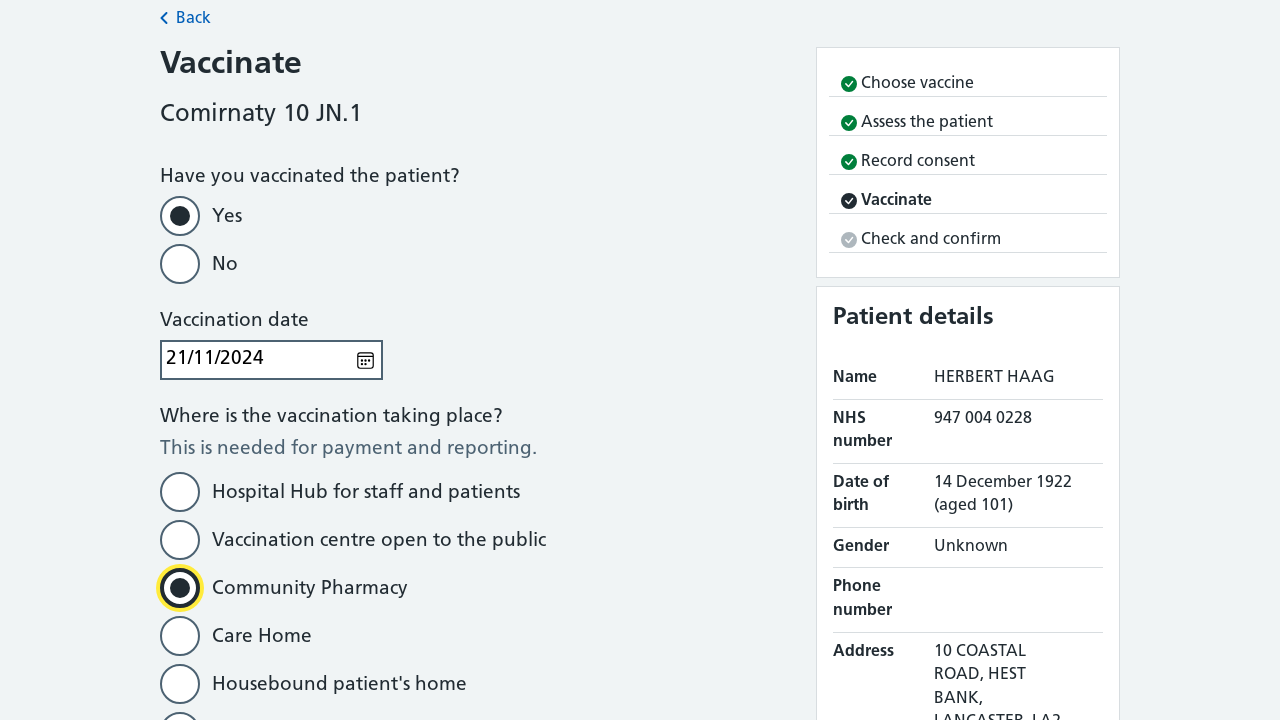 Back
Vaccinate
Comirnaty 10 JN.1
Have you vaccinated the patient?
Yes
No
Vaccination date
21/11/2024
Where is the vaccination taking place?
This is needed for payment and reporting.
Hospital Hub for staff and patients
Vaccination centre open to the public
Community Pharmacy
Care Home
Housebound patient's home
Choose vaccine
Assess the patient
Record consent
Vaccinate
Check and confirm
Patient details
Name HERBERT HAAG
NHS number 947 004 0228
Date of birth 14 December 1922 (aged 101)
Gender Unknown
Phone number
Address 10 COASTAL
ROAD, HEST
BANK,
LANCASTER, LA2